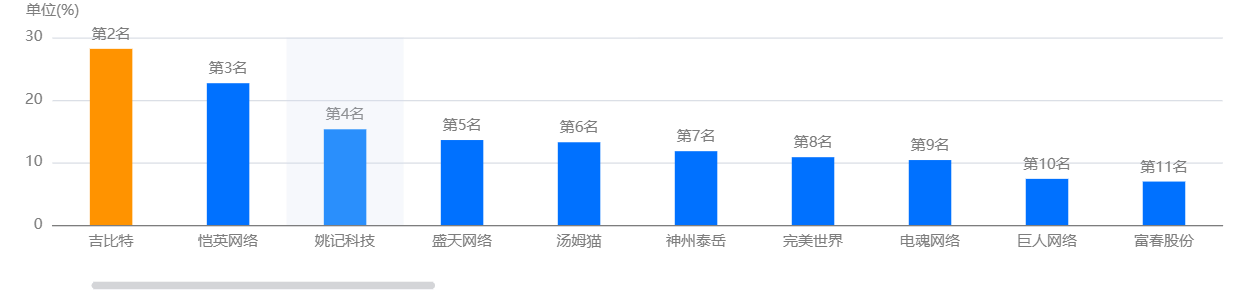 单位(%)
30
20
10
0
第2名
第3名
第4名
第5名
第6名
第7名
第8名
第9名
第10名
第11名
吉比特
恺英网络
姚记科技
盛天网络
汤姆猫
神州泰岳
完美世界
电魂网络
巨人网络
富春股份